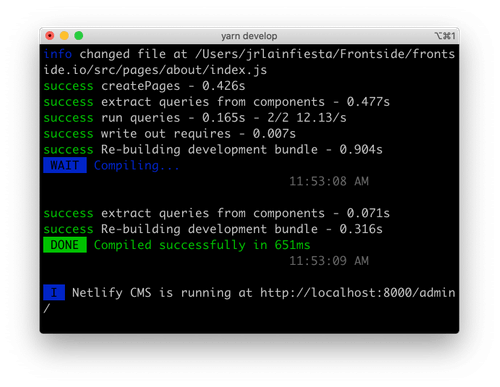 yarn develop
⌥⌘1
info changed file at /Users/jrlainfiesta/Frontside/fronts
ide.io/src/pages/about/index.js
success createPages - 0.426s
success extract queries from components - 0.477s
success run queries - 0.165s - 2/2 12.13/s
success write out requires - 0.007s
success Re-building development bundle - 0.904s
WAIT Compiling...
11:53:08 AM
success extract queries from components - 0.071s
success Re-building development bundle - 0.316s
DONE Compiled successfully in 651ms
11:53:09 AM
I Netlify CMS is running at http://localhost:8000/admin
/